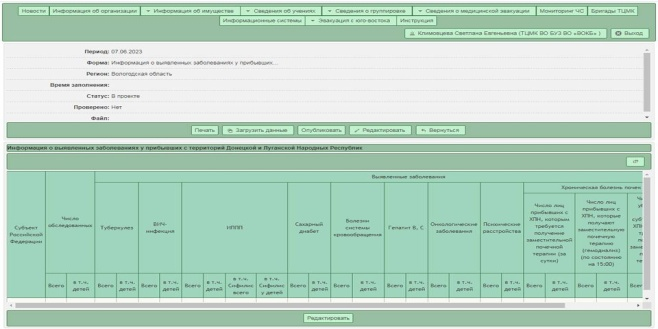 Новости Информация об организации Информация об имуществе Сведения об учениях Сведения о группировке Сведения о медицинской эвакуации Мониторинг ЧС Бригады ТЦМК
Информационные системы Эвакуация с юго-востока Инструкция
Климовцева Светлана Евгеньевна (ТЦМК ВО БУЗ ВО «ВОКБ») Выход
Период: 07.06.2023
Форма: Информация о выявленных заболеваниях у прибывших...
Регион: Вологодская область
Время заполнения:
Статус: В проекте
Проверено: Нет
Файл:
Печать Загрузить данные Опубликовать Редактировать Вернуться
Информация о выявленных заболеваниях у прибывших с территорий Донецкой и Луганской Народных Республик
Выявленные заболевания
Хроническая болезнь почек
Субъект
Российской
Федерации
Число
обследованных
Туберкулез
ВИЧ-
инфекция
ИППП
Сахарный
диабет
Болезни
системы
кровообращения
Гепатит В, С
Онкологические
заболевания
Психические
расстройства
Число лиц
прибывших с
ХПН, которым
требуется
получение
заместительной
почечной
терапии (за
сутки)
Число лиц
прибывших с
ХПН, которые
получают
заместительную
почечную
терапию
(гемодиализ)
(по состоянию
на 15:00)
Всего в т.ч. детей Всего в т.ч. детей Всего в т.ч. детей Всего в т.ч. детей в т.ч. Сифилис всего в т.ч. Сифилис у детей Всего в т.ч. детей Всего в т.ч. детей Всего в т.ч. детей Всего в т.ч. детей Всего в т.ч. детей Всего в т.ч. детей Всего в т.ч. детей
Редактировать